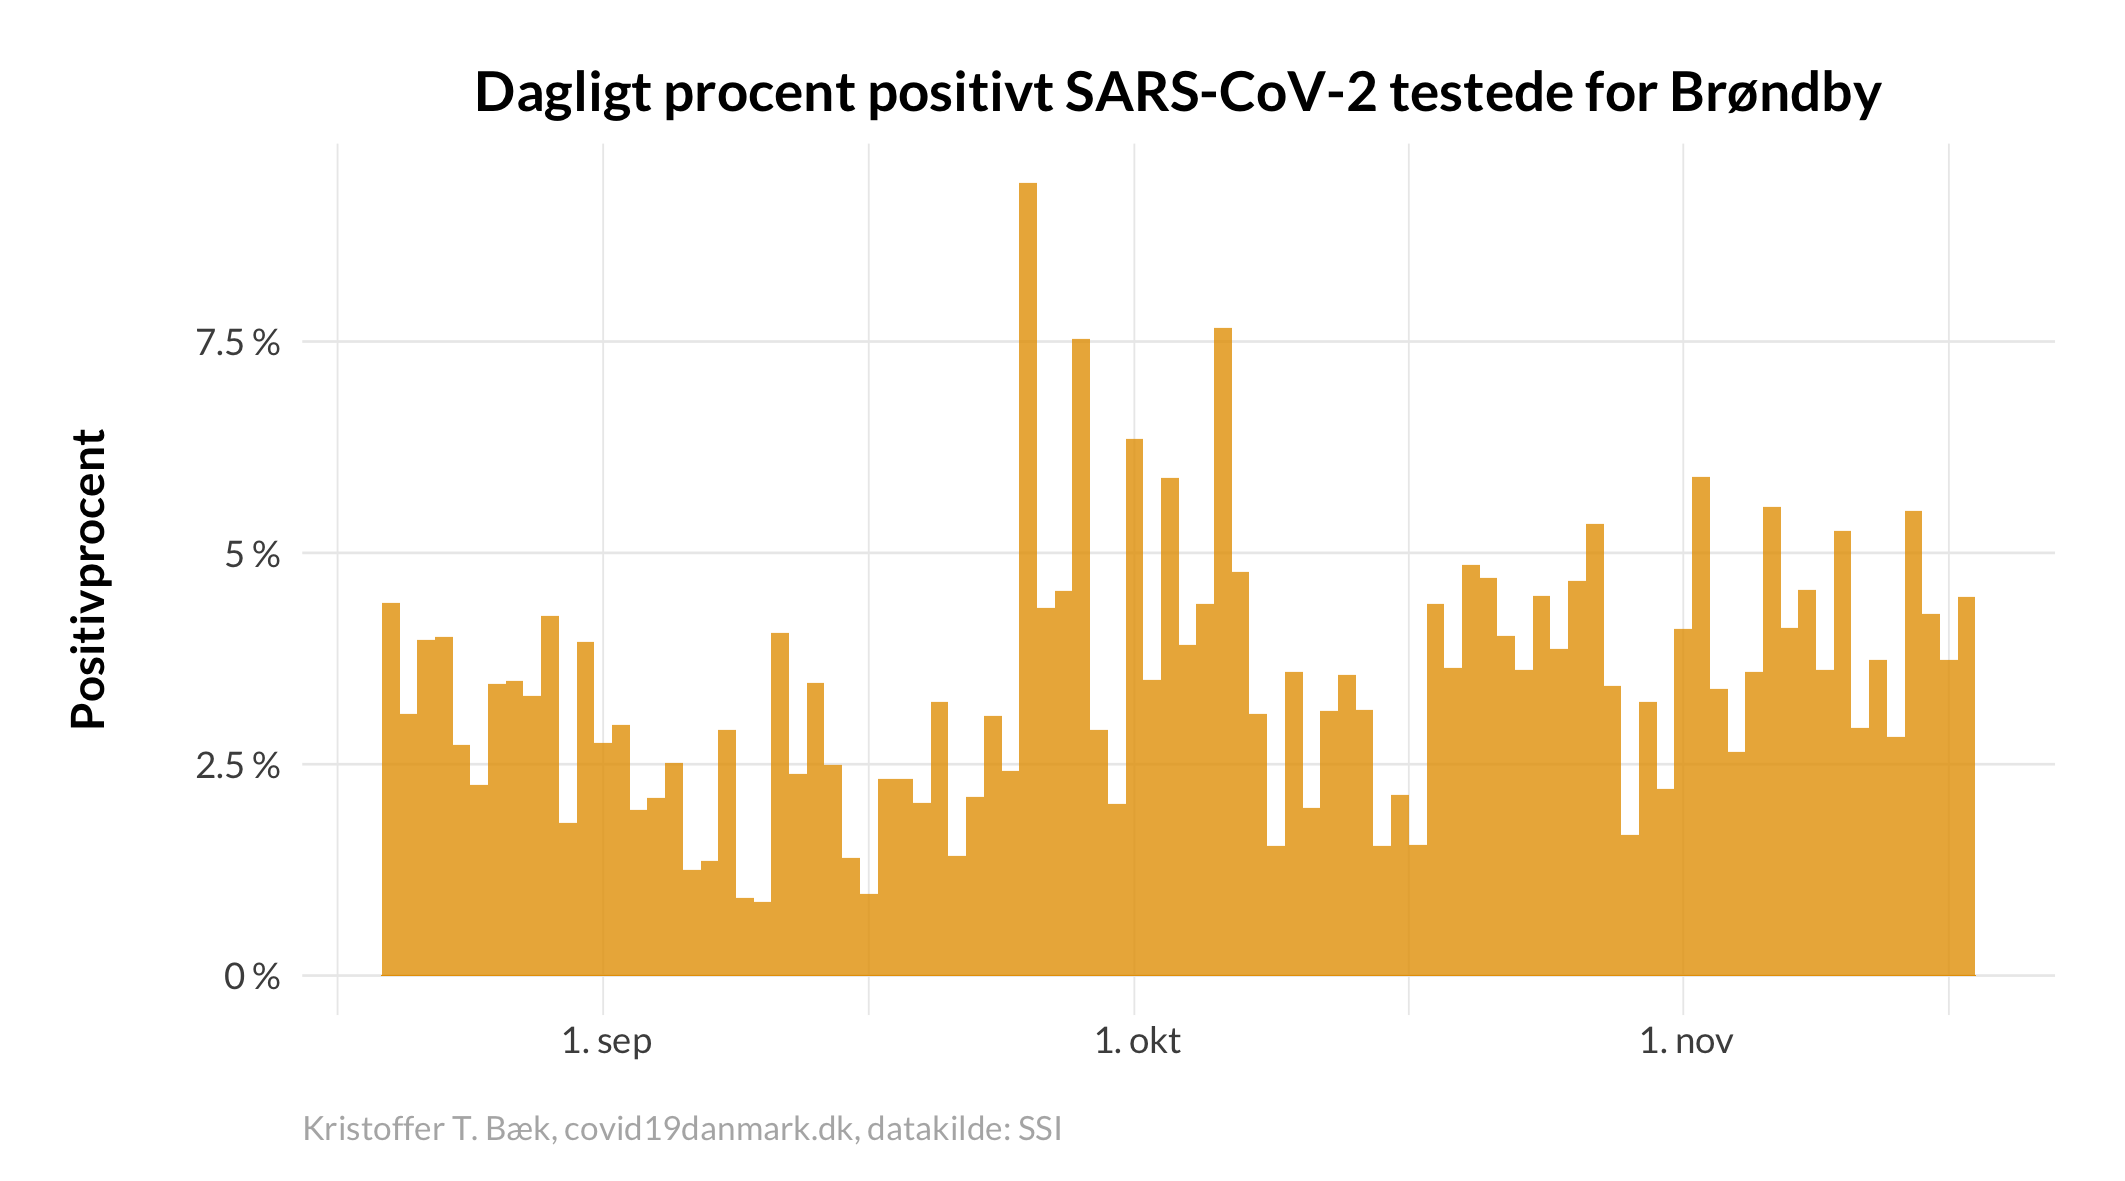 Dagligt procent positivt SARS-CoV-2 testede for Brøndby
Positivprocent
7.5 %
5 %
2.5 %
0 %
1. sep
1. okt
1. nov
Kristoffer T. Bæk, covid19danmark.dk, datakilde: SSI